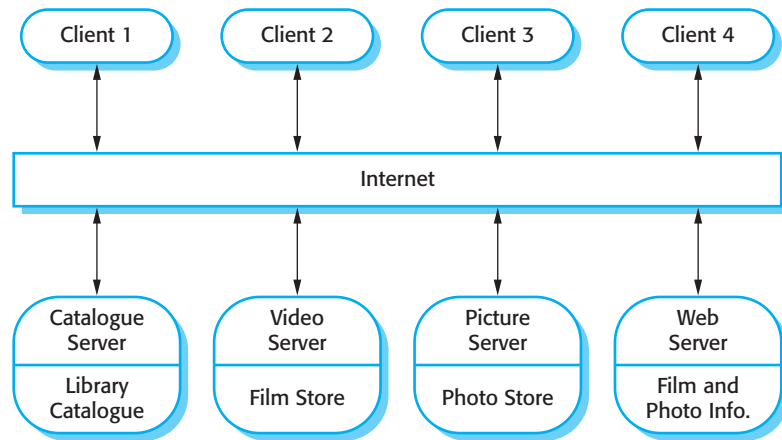 Client 1
Client 2
Client 3
Client 4
Internet
Catalogue
Server
Library
Catalogue
Video
Server
Film Store
Picture
Server
Photo Store
Web
Server
Film and
Photo Info.